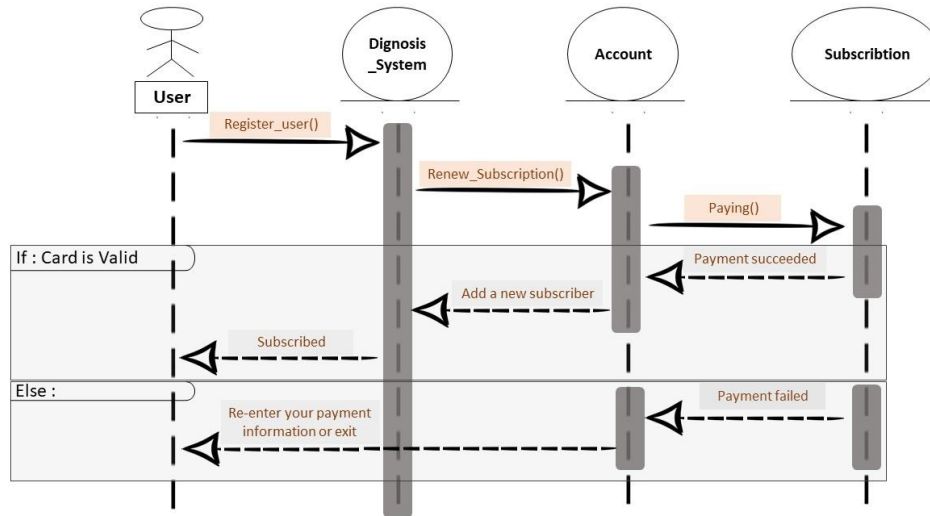 User
Dignosis
_System
Account
Subscribtion
Register_user()
Renew_Subscription()
Paying()
If : Card is Valid
Payment succeeded
Add a new subscriber
Subscribed
Else :
Payment failed
Re-enter your payment
information or exit